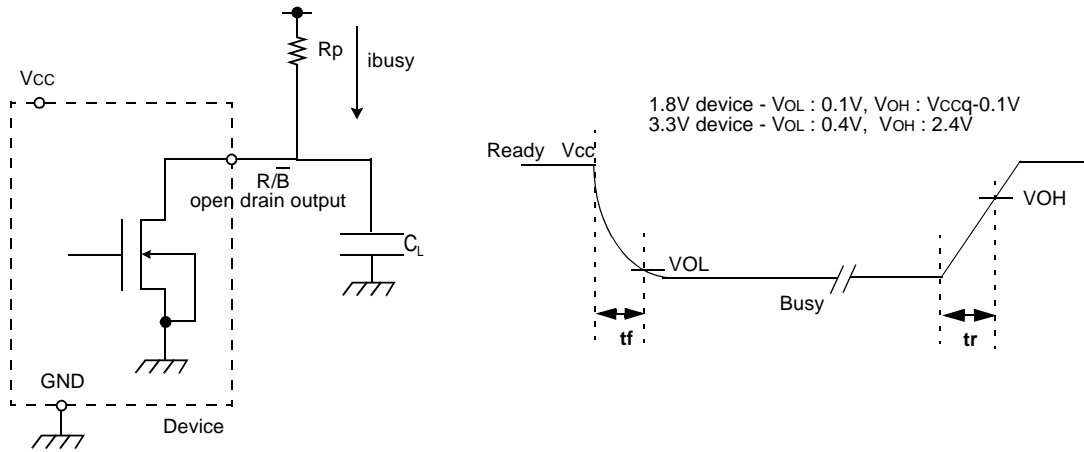 Rp
ibusy
VCC
R/B̅
open drain output
CL
GND
Device
1.8V device - VOL : 0.1V, VOH : VCCq-0.1V
3.3V device - VOL : 0.4V, VOH : 2.4V
Ready Vcc
VOH
VOL
Busy
tf
tr